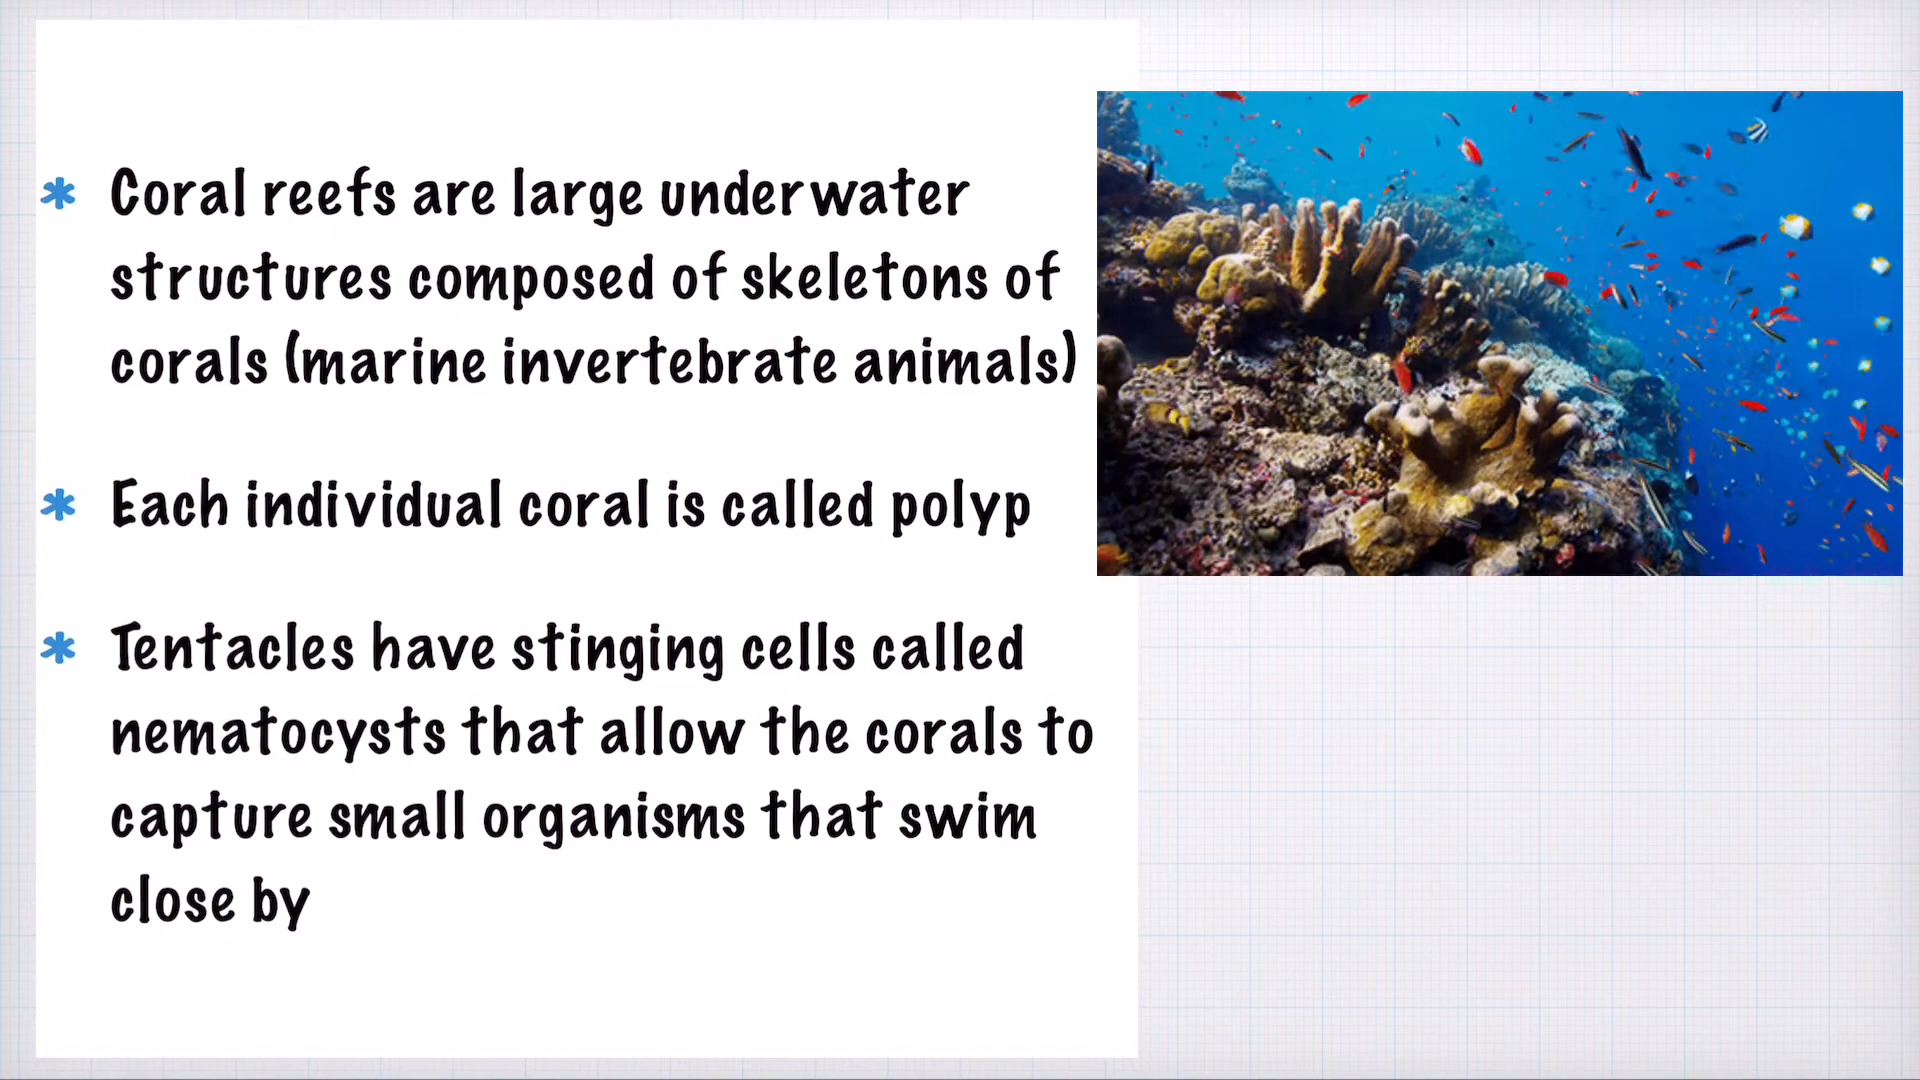 * Coral reefs are large underwater
structures composed of skeletons of
corals (marine invertebrate animals)
* Each individual coral is called polyp
* Tentacles have stinging cells called
nematocysts that allow the corals to
capture small organisms that swim
close by